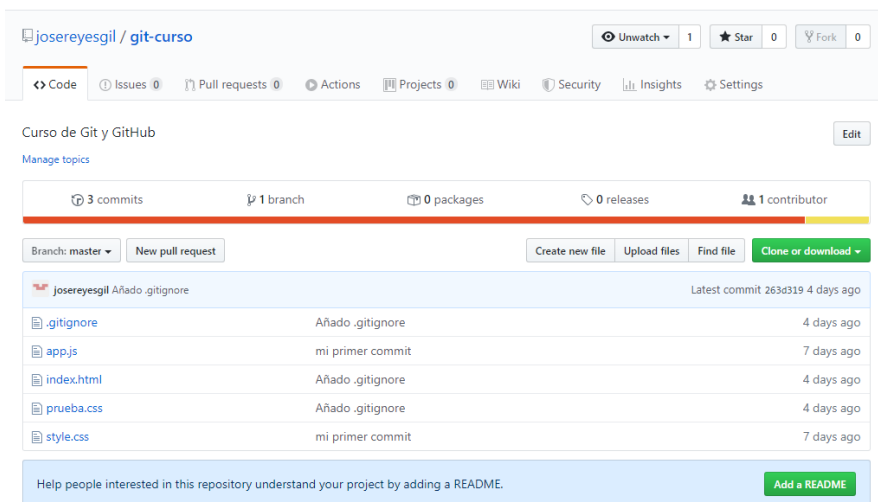 josereyesgil / git-curso
Unwatch 1 Star 0 Fork 0
Code Issues 0 Pull requests 0 Actions Projects 0 Wiki Security Insights Settings
Curso de Git y GitHub Edit
Manage topics
3 commits 1 branch 0 packages 0 releases 1 contributor
Branch: master New pull request Create new file Upload files Find file Clone or download
josereyesgil Añado .gitignore Latest commit 263d319 4 days ago
.gitignore Añado .gitignore 4 days ago
app.js mi primer commit 7 days ago
index.html Añado .gitignore 4 days ago
prueba.css Añado .gitignore 4 days ago
style.css mi primer commit 7 days ago
Help people interested in this repository understand your project by adding a README. Add a README